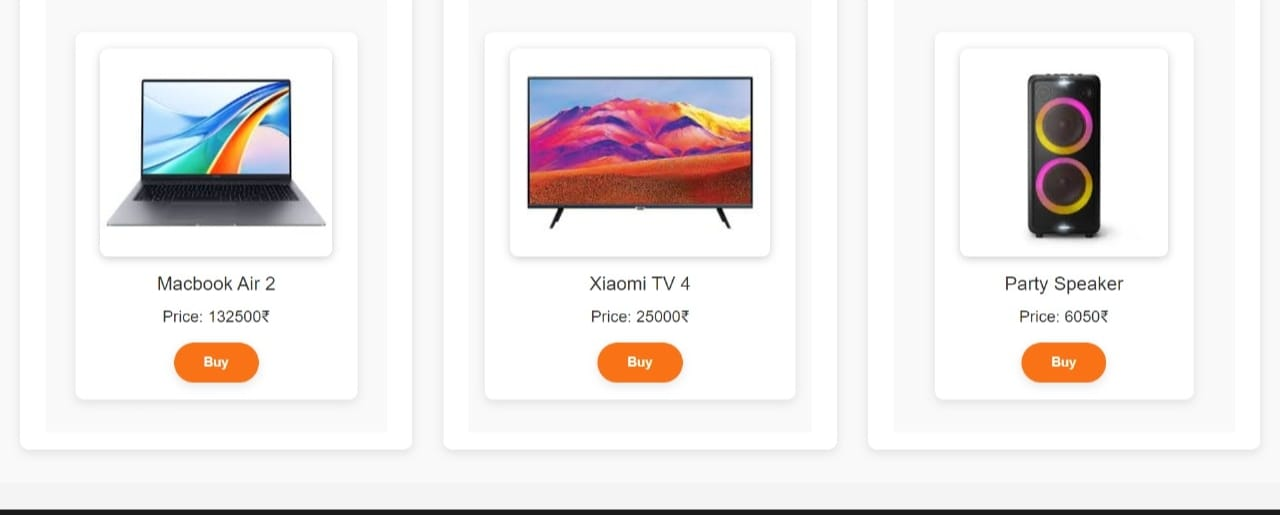 Macbook Air 2
Price: 132500₹
Buy
Xiaomi TV 4
Price: 25000₹
Buy
Party Speaker
Price: 6050₹
Buy